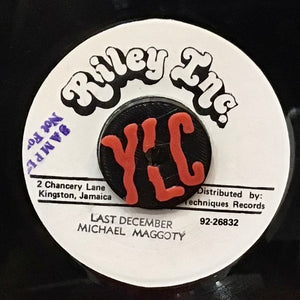 Riley Inc.
SAMPLE
Not For
YLC
2 Chancery Lane
Kingston, Jamaica
Distributed by:
Techniques Records
LAST DECEMBER
92-26832
MICHAEL MAGGOTY